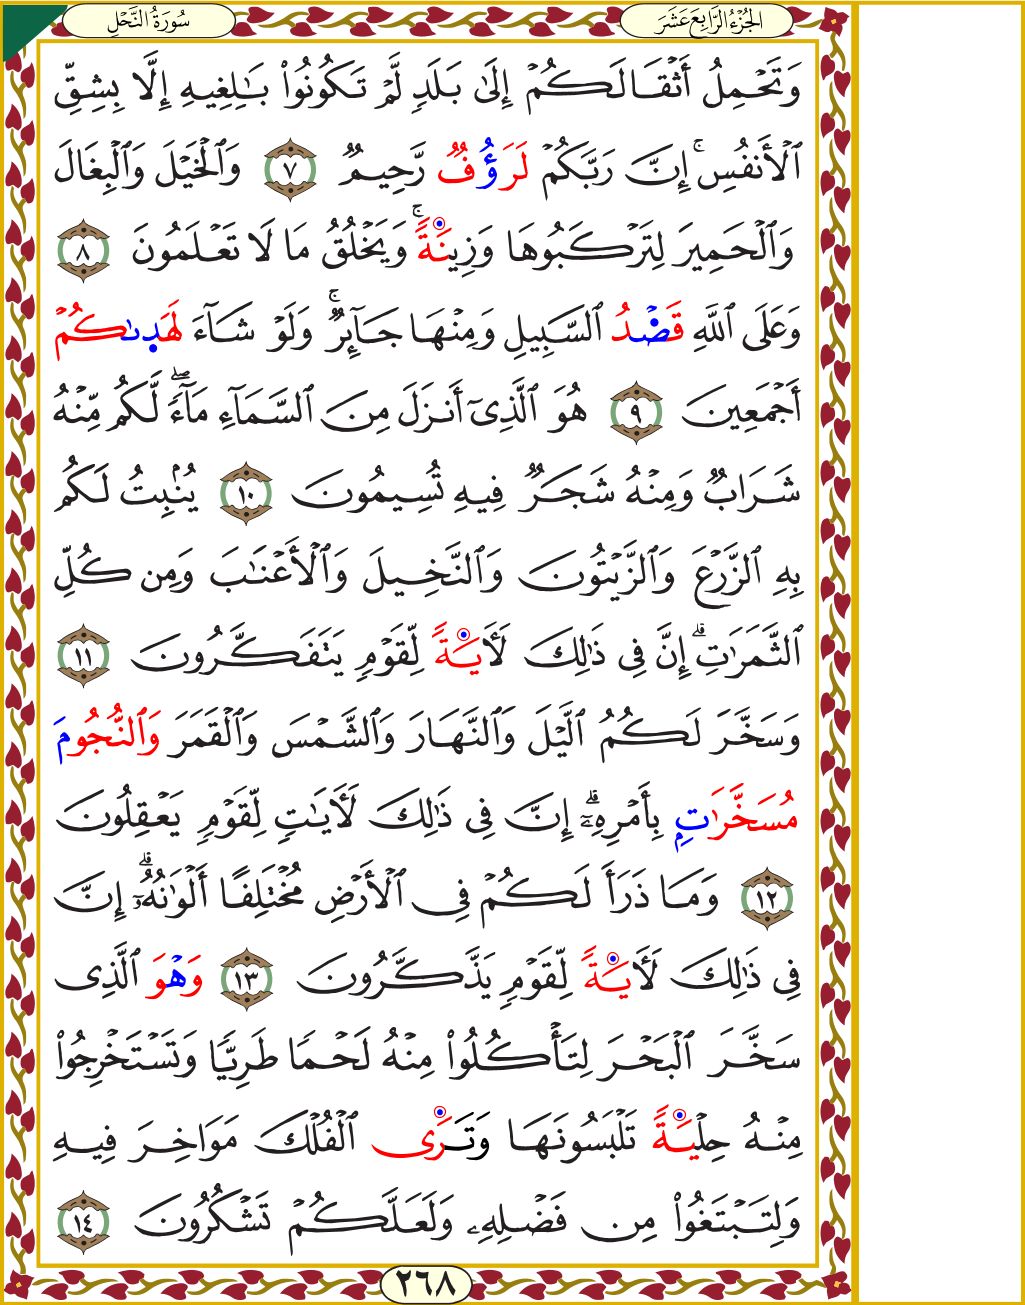 سُورَةُ النَّحْلِ
الجُزْءُ الرَّابِعَ عَشَرَ
وَتَحْمِلُ أَثْقَالَكُمْ إِلَىٰ بَلَدٍ لَّمْ تَكُونُوا۟ بَٰلِغِيهِ إِلَّا بِشِقِّ
ٱلْأَنفُسِ ۚ إِنَّ رَبَّكُمْ لَرَؤُفٌ رَّحِيمٌ ٧ وَٱلْخَيْلَ وَٱلْبِغَالَ
وَٱلْحَمِيرَ لِتَرْكَبُوهَا وَزِينَةً ۚ وَيَخْلُقُ مَا لَا تَعْلَمُونَ ٨
وَعَلَى ٱللَّهِ قَصْدُ ٱلسَّبِيلِ وَمِنْهَا جَآئِرٌ ۚ وَلَوْ شَآءَ لَهَدٜىٰكُمْ
أَجْمَعِينَ ٩ هُوَ ٱلَّذِىٓ أَنزَلَ مِنَ ٱلسَّمَآءِ مَآءً ۖ لَّكُم مِّنْهُ
شَرَابٌ وَمِنْهُ شَجَرٌ فِيهِ تُسِيمُونَ ١٠ يُنۢبِتُ لَكُم
بِهِ ٱلزَّرْعَ وَٱلزَّيْتُونَ وَٱلنَّخِيلَ وَٱلْأَعْنَٰبَ وَمِن كُلِّ
ٱلثَّمَرَٰتِ ۗ إِنَّ فِى ذَٰلِكَ لَءَايَةً لِّقَوْمٍ يَتَفَكَّرُونَ ١١
وَسَخَّرَ لَكُمُ ٱلَّيْلَ وَٱلنَّهَارَ وَٱلشَّمْسَ وَٱلْقَمَرَ وَٱلنُّجُومَ
مُسَخَّرَٰتٍۭ بِأَمْرِهِۦٓ ۗ إِنَّ فِى ذَٰلِكَ لَءَايَٰتٍ لِّقَوْمٍ يَعْقِلُونَ
١٢ وَمَا ذَرَأَ لَكُمْ فِى ٱلْأَرْضِ مُخْتَلِفًا أَلْوَٰنُهُۥٓ ۗ إِنَّ
فِى ذَٰلِكَ لَءَايَةً لِّقَوْمٍ يَذَّكَّرُونَ ١٣ وَهْوَ ٱلَّذِى
سَخَّرَ ٱلْبَحْرَ لِتَأْكُلُوا۟ مِنْهُ لَحْمًا طَرِيًّا وَتَسْتَخْرِجُوا۟
مِنْهُ حِلْيَةً تَلْبَسُونَهَا وَتَرَى ٱلْفُلْكَ مَوَاخِرَ فِيهِ
وَلِتَبْتَغُوا۟ مِن فَضْلِهِۦ وَلَعَلَّكُمْ تَشْكُرُونَ ١٤
٢٦٨